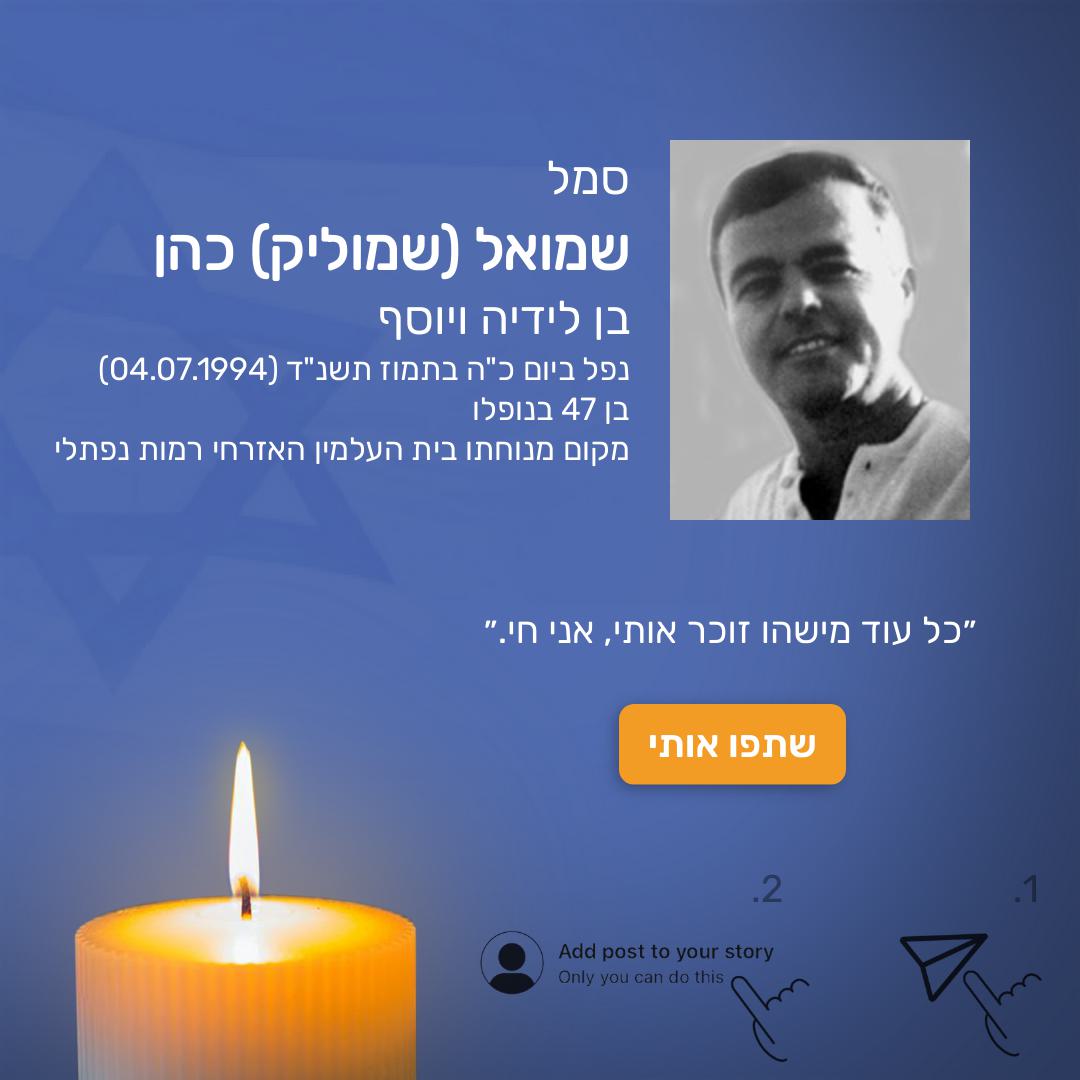 סמל
שמואל (שמוליק) כהן
בן לידיה ויוסף
נפל ביום כ"ה בתמוז תשנ"ד (04.07.1994)
בן 47 בנופלו
מקום מנוחתו בית העלמין האזרחי רמות נפתלי
״כל עוד מישהו זוכר אותי, אני חי.״
שתפו אותי
1.
2.
Add post to your story
Only you can do this